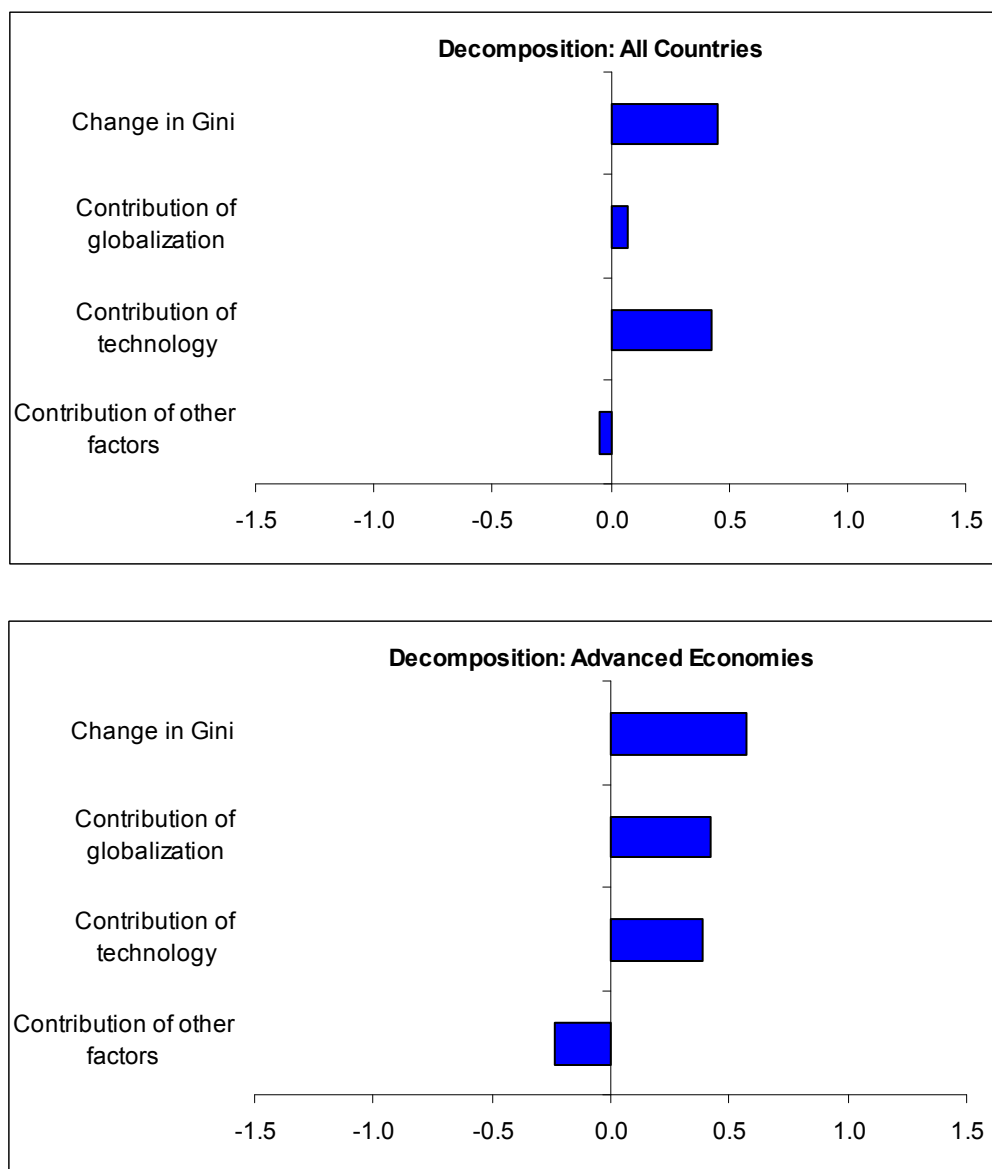 Decomposition: All Countries
Change in Gini
Contribution of
globalization
Contribution of
technology
Contribution of other
factors
-1.5 -1.0 -0.5 0.0 0.5 1.0 1.5
Decomposition: Advanced Economies
Change in Gini
Contribution of
globalization
Contribution of
technology
Contribution of other
factors
-1.5 -1.0 -0.5 0.0 0.5 1.0 1.5